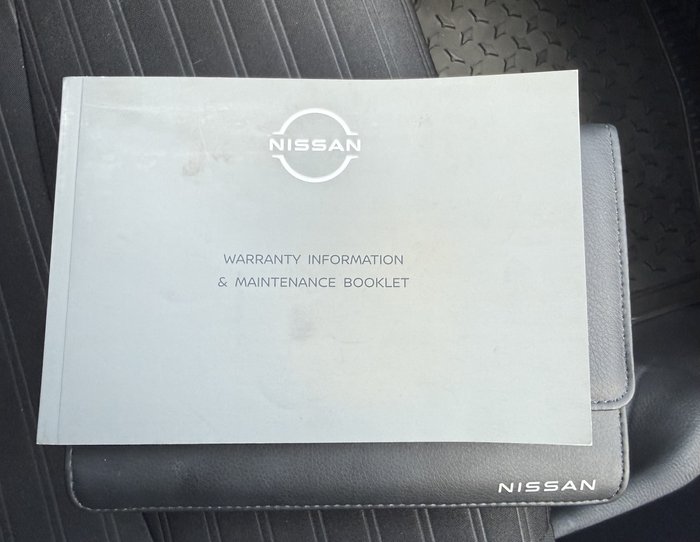 NISSAN
WARRANTY INFORMATION
& MAINTENANCE BOOKLET
NISSAN